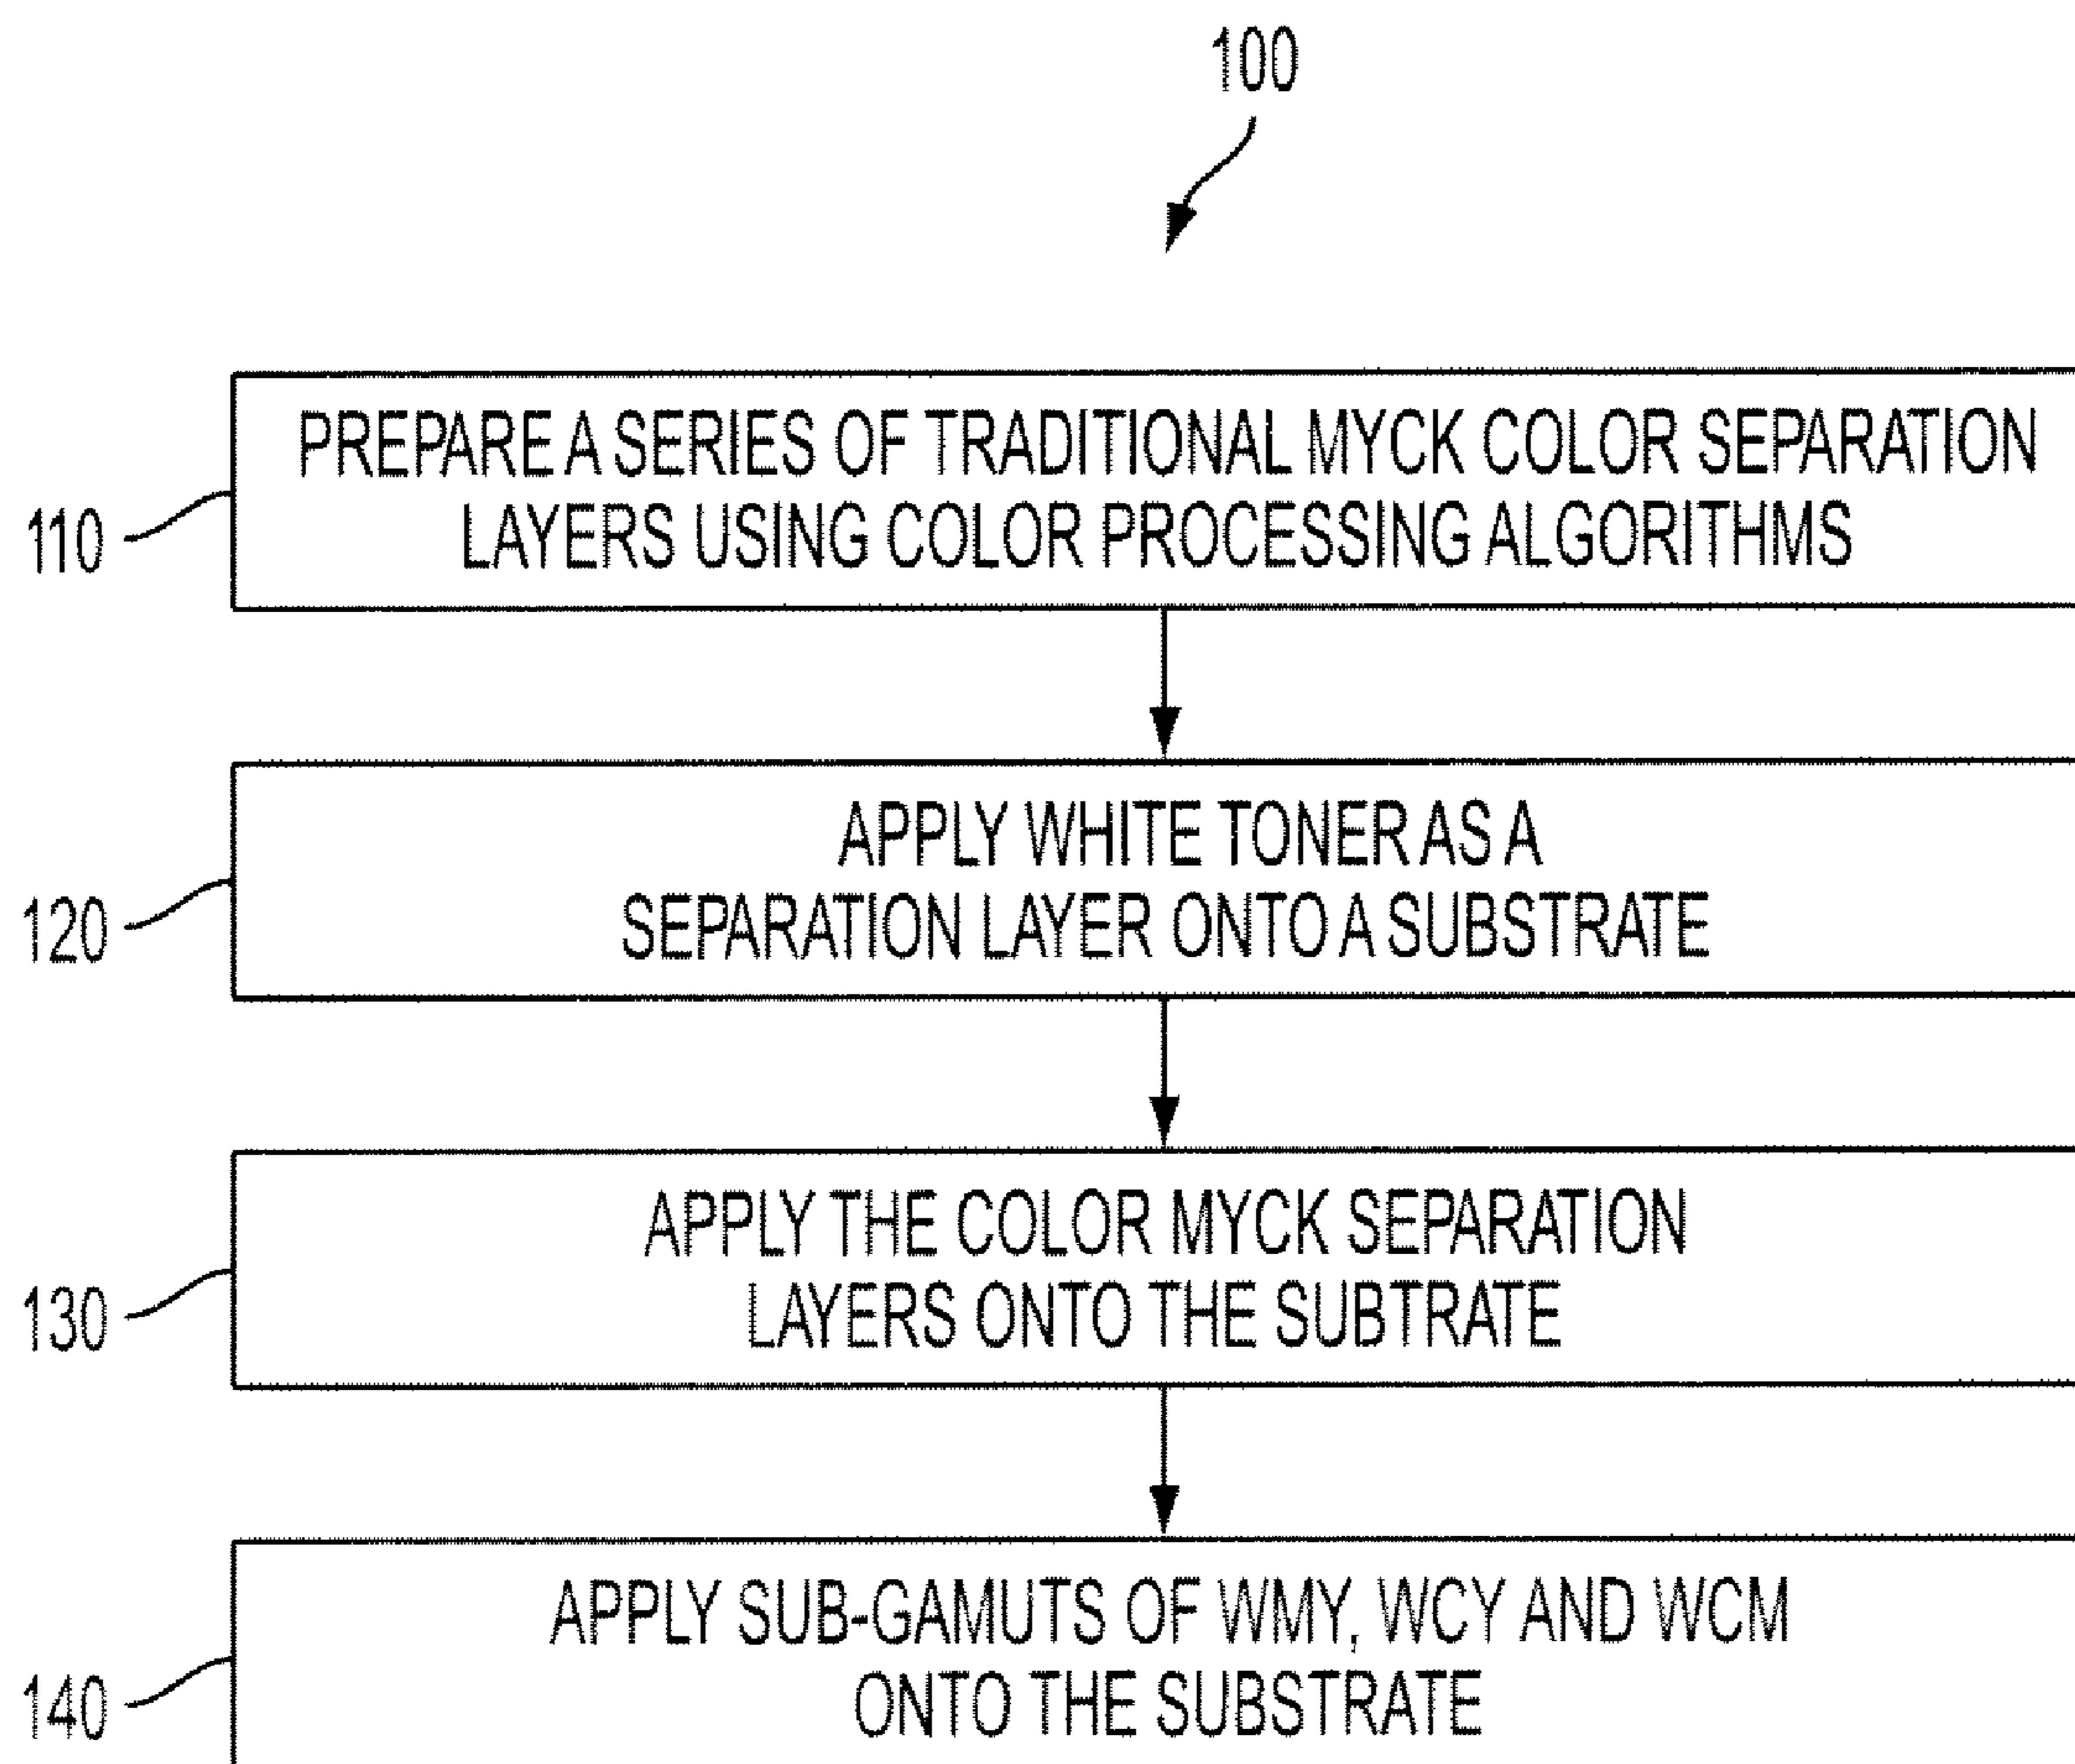 100
110
PREPARE A SERIES OF TRADITIONAL MYCK COLOR SEPARATION
LAYERS USING COLOR PROCESSING ALGORITHMS
120
APPLY WHITE TONER AS A
SEPARATION LAYER ONTO A SUBSTRATE
130
APPLY THE COLOR MYCK SEPARATION
LAYERS ONTO THE SUBTRATE
140
APPLY SUB-GAMUTS OF WMY, WCY AND WCM
ONTO THE SUBSTRATE